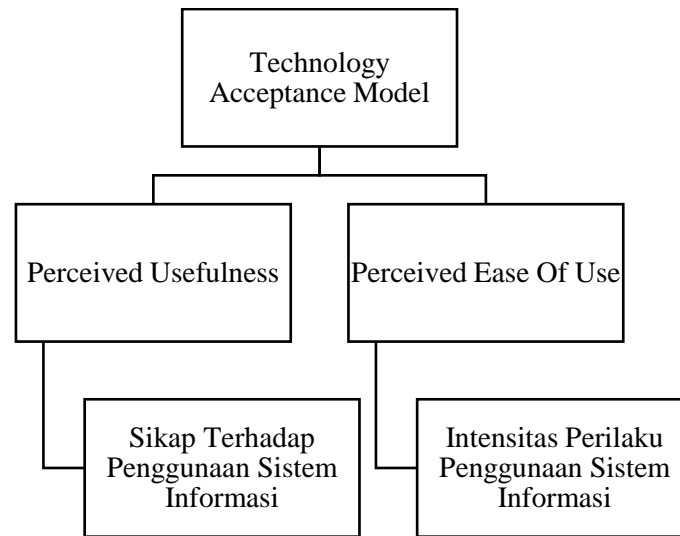 Technology
Acceptance Model
Perceived Usefulness
Perceived Ease Of Use
Sikap Terhadap
Penggunaan Sistem
Informasi
Intensitas Perilaku
Penggunaan Sistem
Informasi